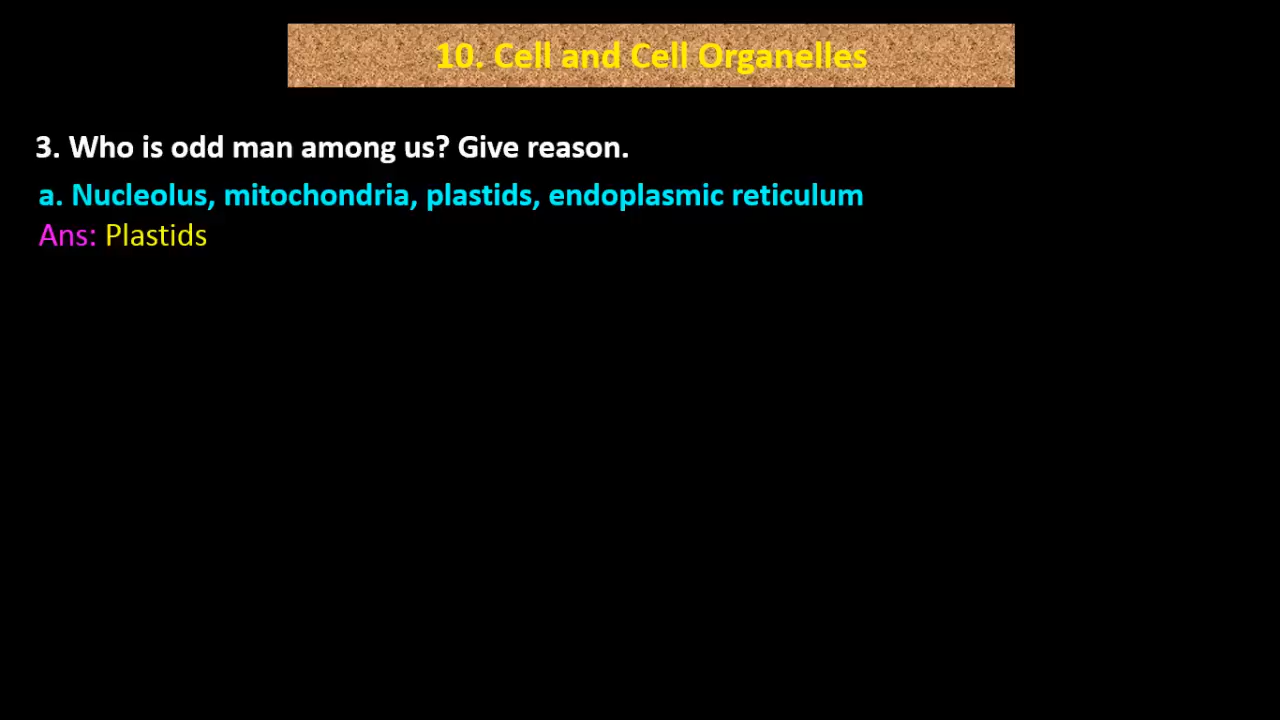 10. Cell and Cell Organelles
3. Who is odd man among us? Give reason.
a. Nucleolus, mitochondria, plastids, endoplasmic reticulum
Ans: Plastids